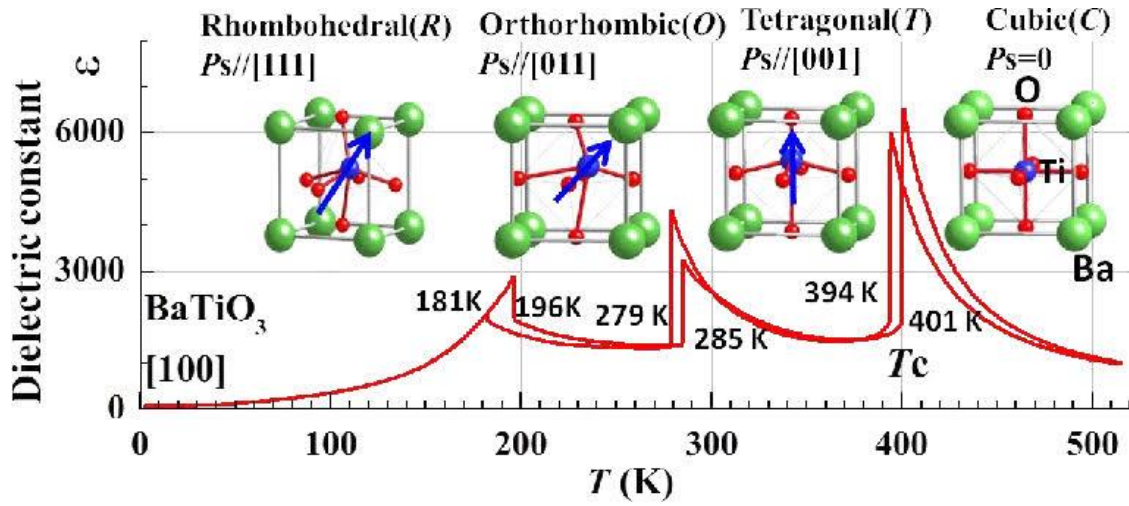 Rhombohedral(R)
Ps//[111]
Orthorhombic(O)
Ps//[011]
Tetragonal(T)
Ps//[001]
Cubic(C)
Ps=0
O
Ti
Ba
Dielectric constant ε
6000
3000
0
BaTiO₃
[100]
181K
196K
279 K
285 K
394 K
401 K
Tc
0
100
200
300
400
500
T (K)